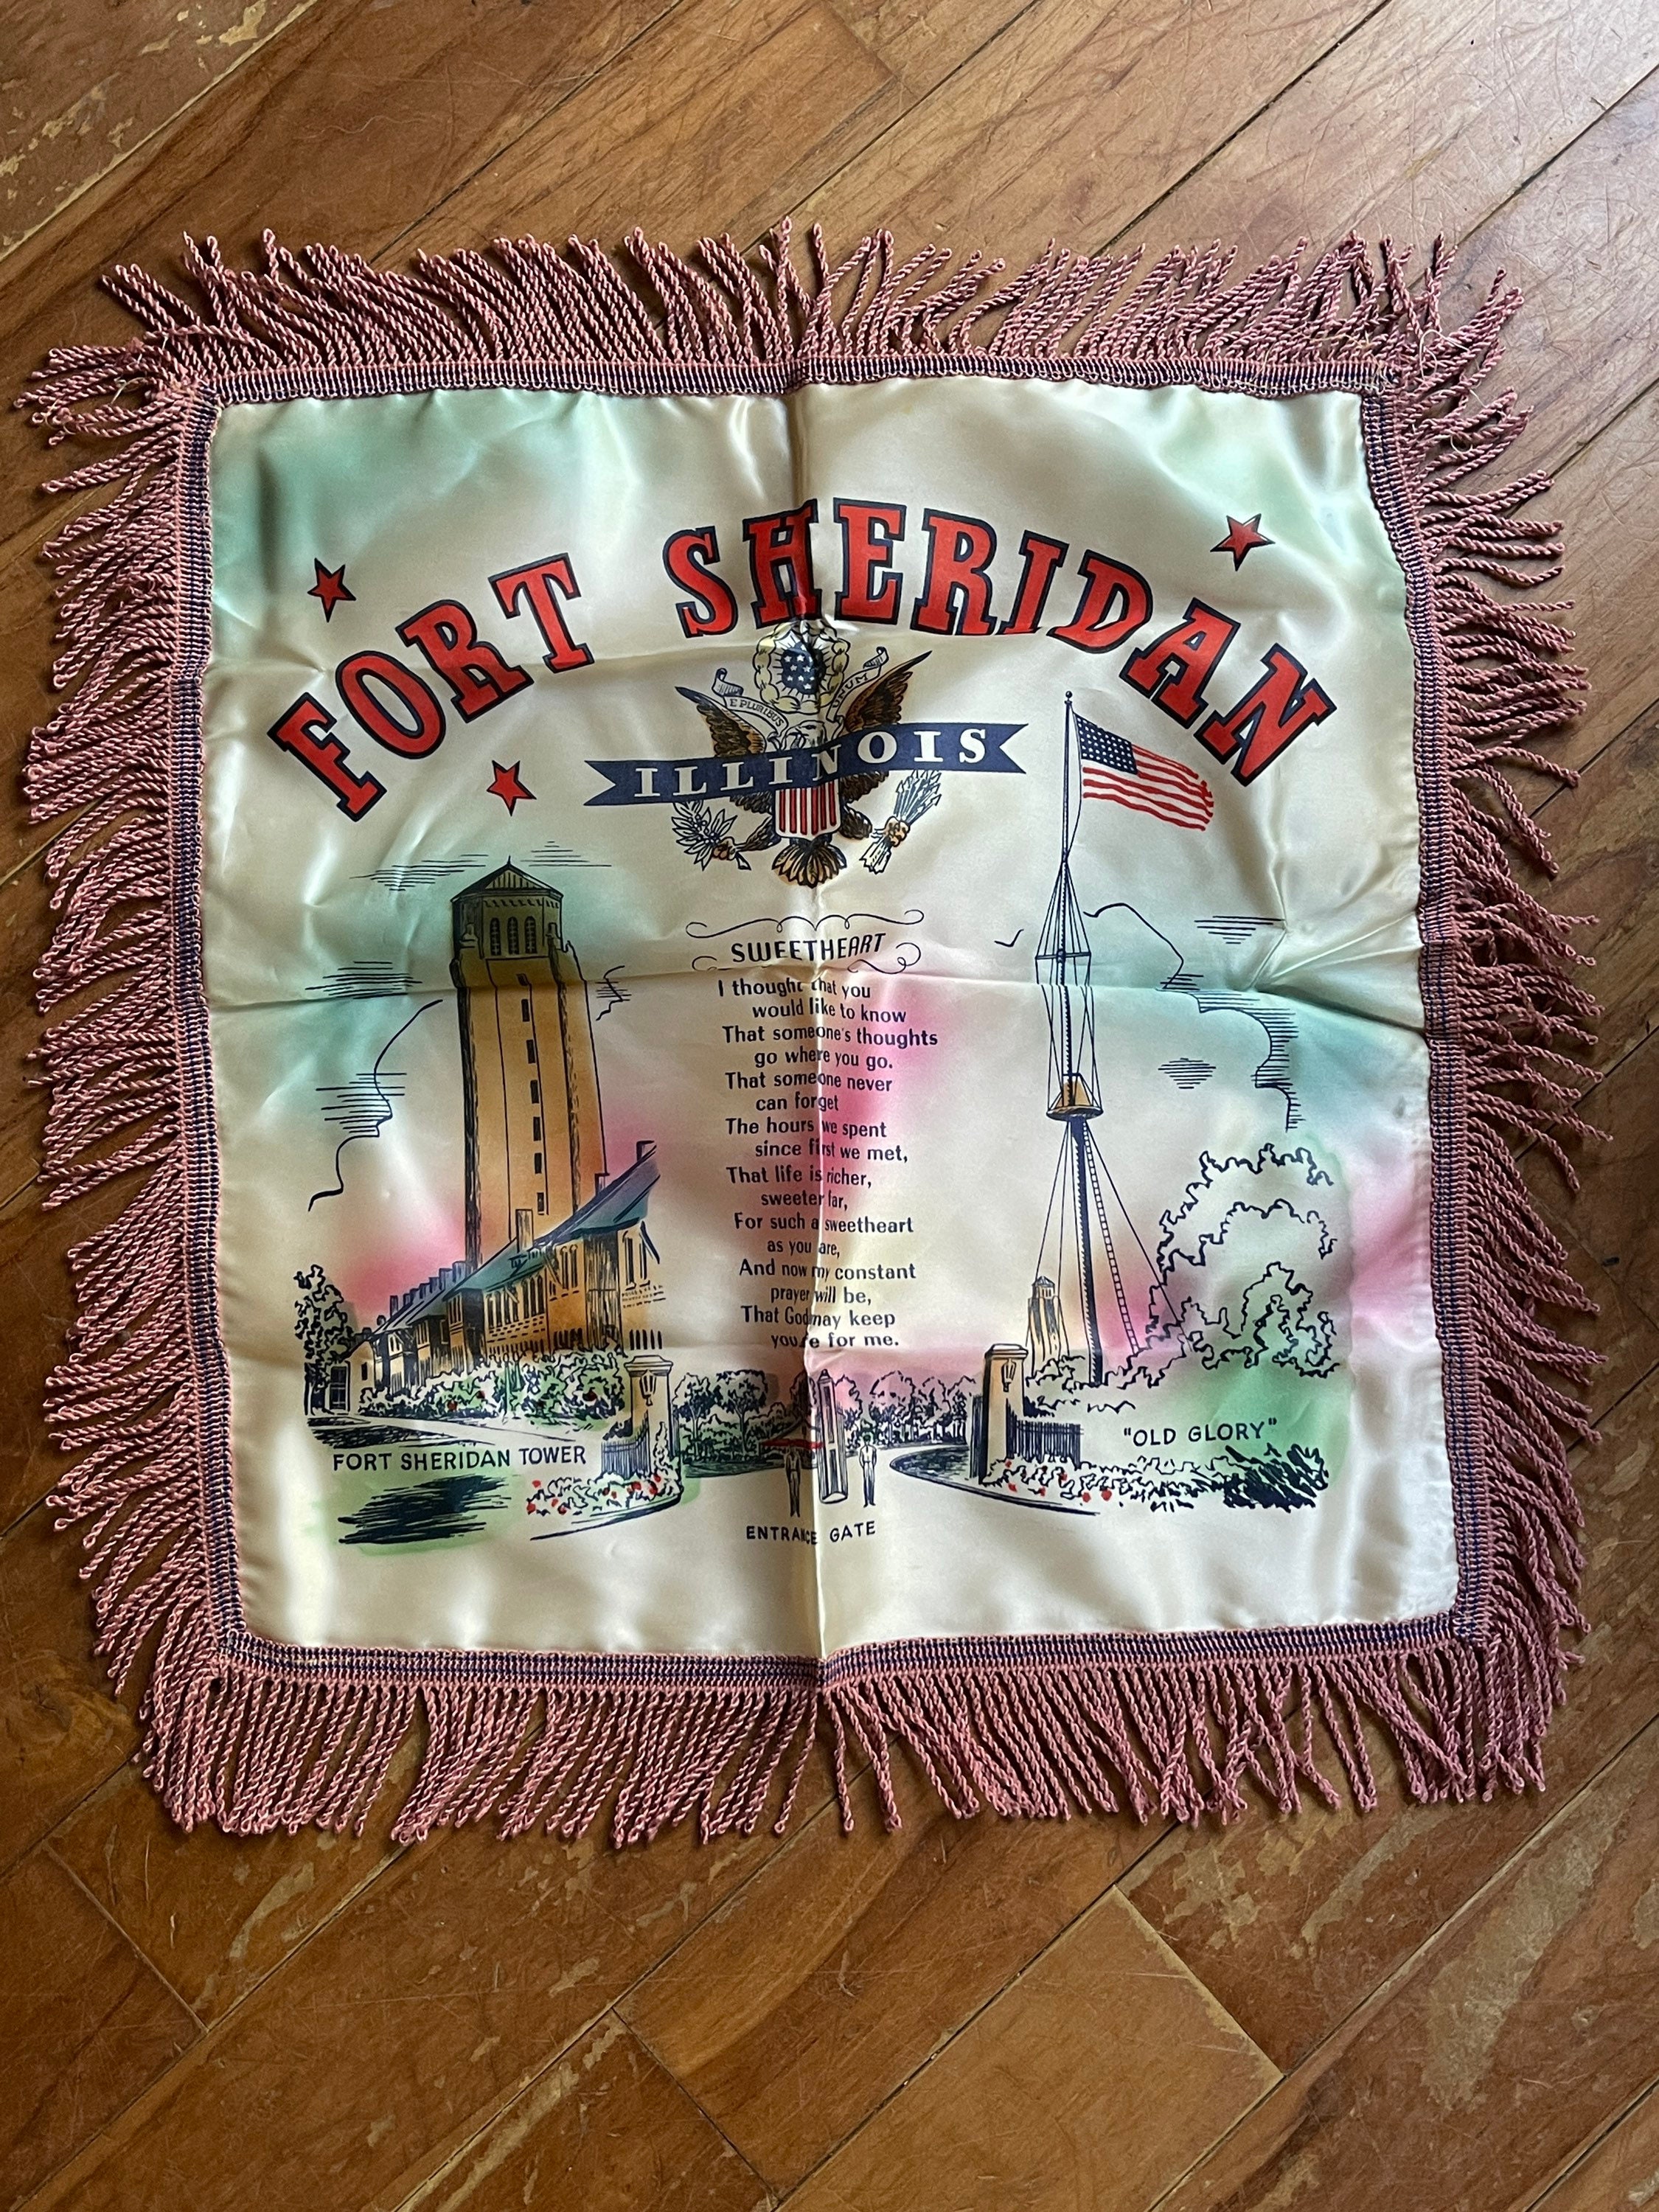 FORT SHERIDAN
E PLURIBUS UNUM
ILLINOIS
SWEETHEART
I thought that you
would like to know
That someone's thoughts
go where you go.
That someone never
can forget
The hours we spent
since first we met,
That life is richer,
sweeter far,
For such a sweetheart
as you are,
And now my constant
prayer will be,
That God may keep
you safe for me.
"OLD GLORY"
FORT SHERIDAN TOWER
ENTRANCE GATE